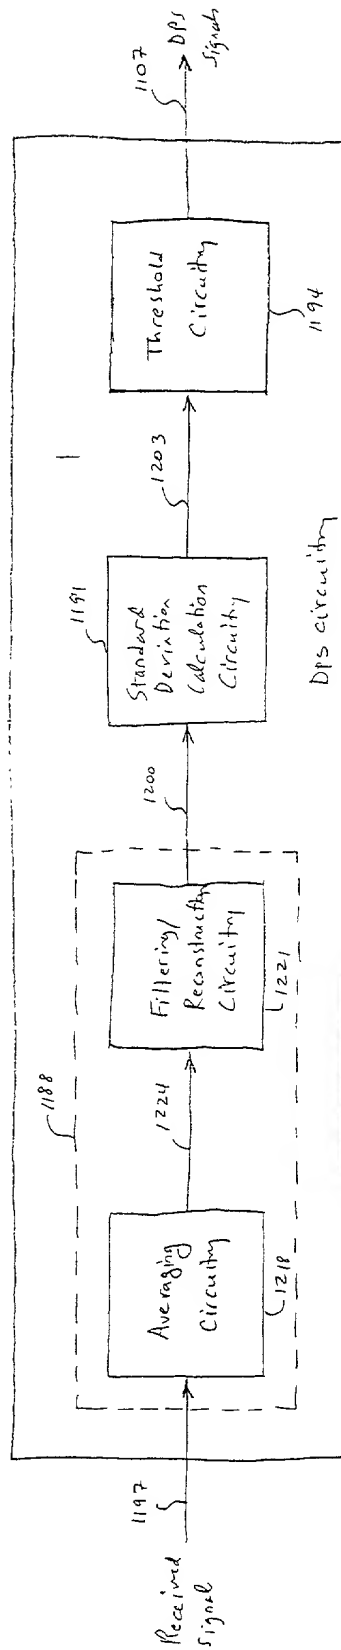 Received
Signal
1197
1188
Averaging
Circuitry
1218
1224
Filtering/
Reconstruction
Circuitry
1221
1200
1191
Standard
Deviation
Calculation
Circuitry
1203
Threshold
Circuitry
1194
1107
DPS
Signals
Dps circuitry